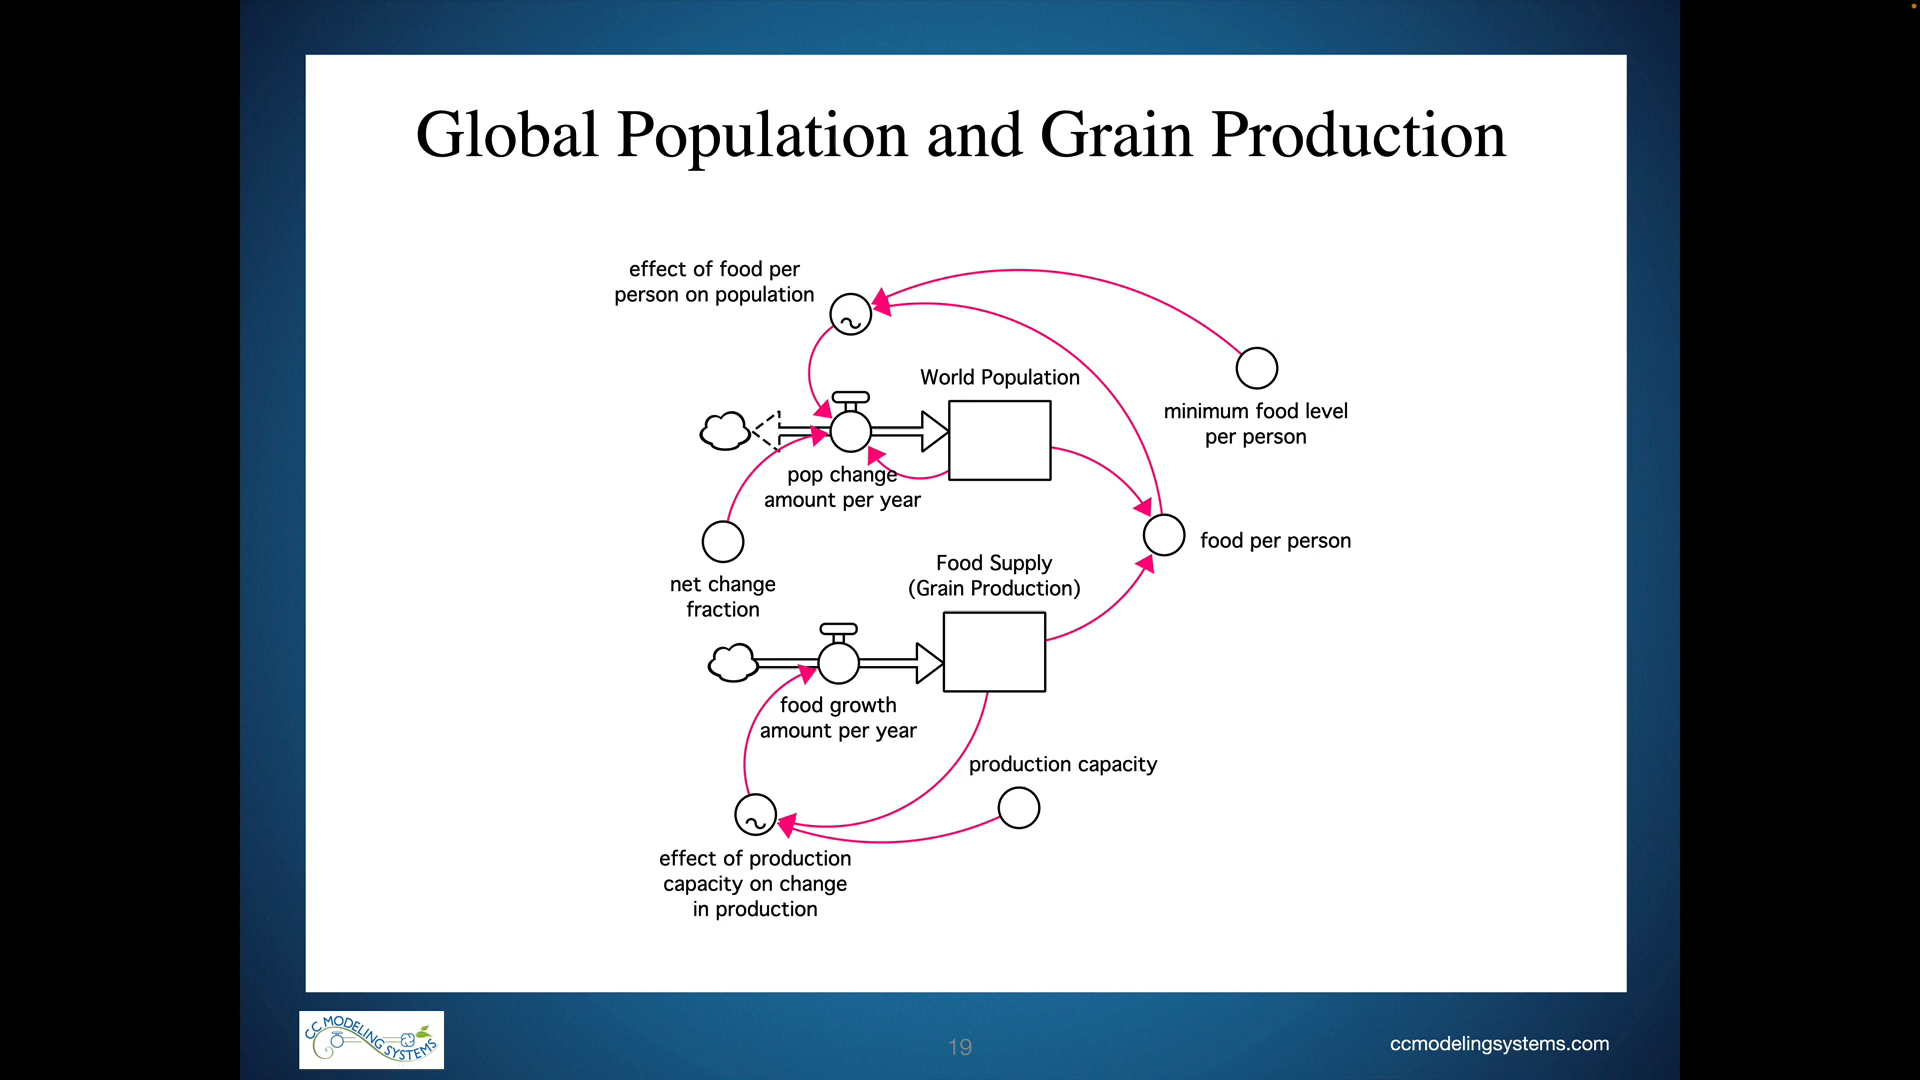 Global Population and Grain Production
effect of food per
person on population
World Population
minimum food level
per person
pop change
amount per year
food per person
net change
fraction
Food Supply
(Grain Production)
food growth
amount per year
production capacity
effect of production
capacity on change
in production
CC MODELING SYSTEMS
19
ccmodelingsystems.com